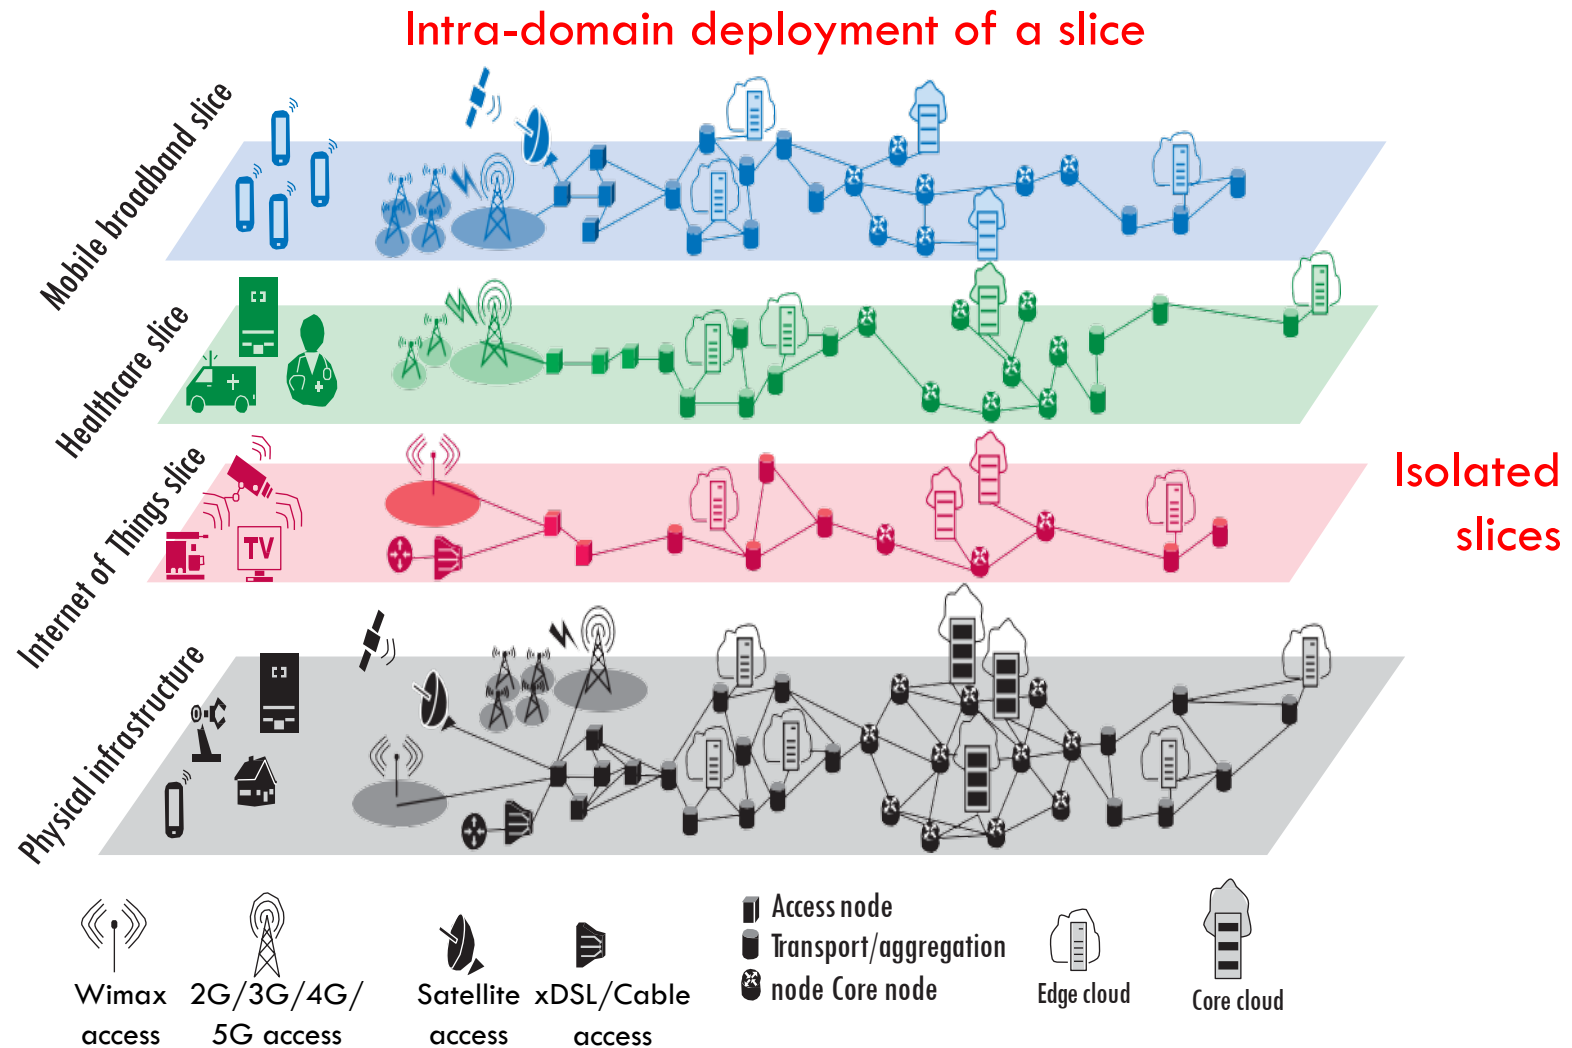 Intra-domain deployment of a slice
Mobile broadband slice
Healthcare slice
Internet of Things slice
TV
Isolated
slices
Physical infrastructure
Wimax
access
2G/3G/4G/
5G access
Satellite
access
xDSL/Cable
access
Access node
Transport/aggregation
node Core node
Edge cloud
Core cloud